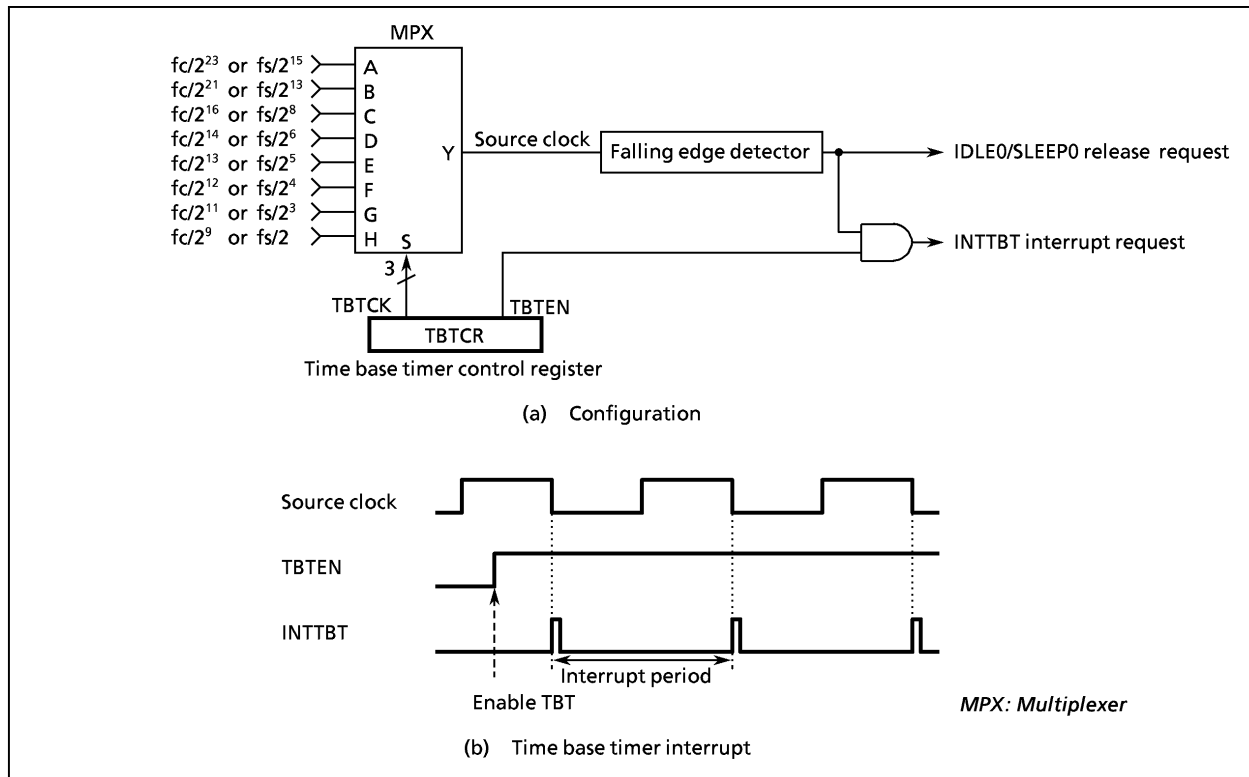 MPX
fc/2²³ or fs/2¹⁵ A
fc/2²¹ or fs/2¹³ B
fc/2¹⁶ or fs/2⁸ C
fc/2¹⁴ or fs/2⁶ D
fc/2¹³ or fs/2⁵ E
fc/2¹² or fs/2⁴ F
fc/2¹¹ or fs/2³ G
fc/2⁹ or fs/2 H
S
Y
Source clock
Falling edge detector
IDLE0/SLEEP0 release request
INTTBT interrupt request
3
TBTCK
TBTEN
TBTCR
Time base timer control register
(a) Configuration
Source clock
TBTEN
INTTBT
Interrupt period
Enable TBT
MPX: Multiplexer
(b) Time base timer interrupt